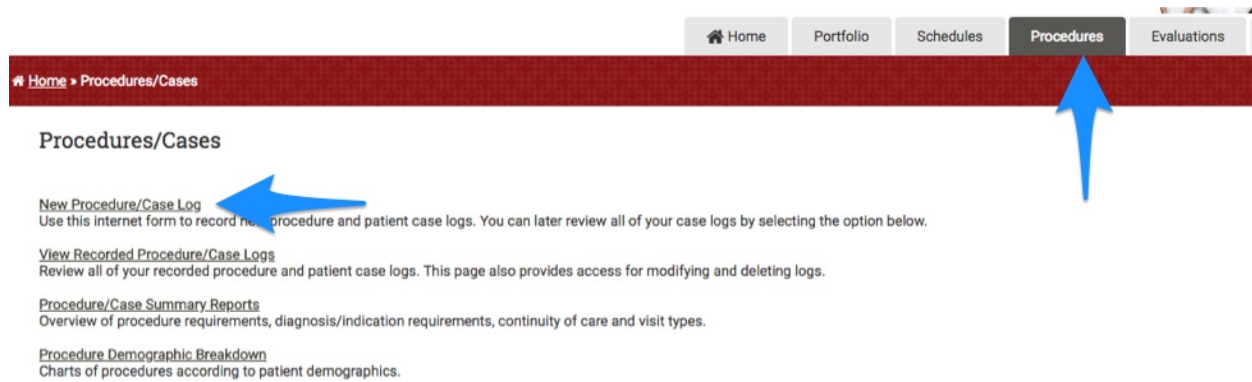 Home Portfolio Schedules Procedures Evaluations
Home » Procedures/Cases
Procedures/Cases
New Procedure/Case Log
Use this internet form to record procedure and patient case logs. You can later review all of your case logs by selecting the option below.
View Recorded Procedure/Case Logs
Review all of your recorded procedure and patient case logs. This page also provides access for modifying and deleting logs.
Procedure/Case Summary Reports
Overview of procedure requirements, diagnosis/indication requirements, continuity of care and visit types.
Procedure Demographic Breakdown
Charts of procedures according to patient demographics.